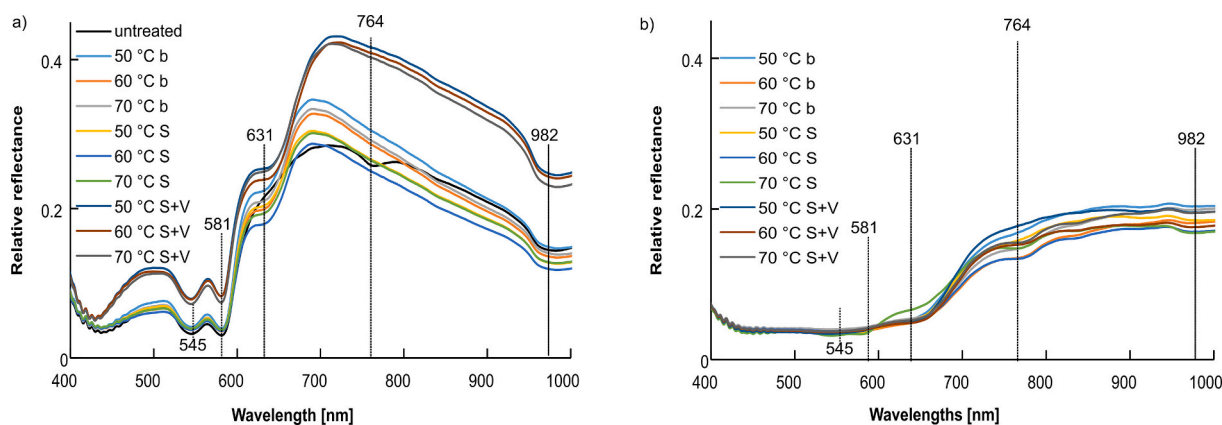 a)
Relative reflectance
0.4
0.2
0
untreated
50 °C b
60 °C b
70 °C b
50 °C S
60 °C S
70 °C S
50 °C S+V
60 °C S+V
70 °C S+V
545
581
631
764
982
400 500 600 700 800 900 1000
Wavelength [nm]
b)
Relative reflectance
0.4
0.2
0
50 °C b
60 °C b
70 °C b
50 °C S
60 °C S
70 °C S
50 °C S+V
60 °C S+V
70 °C S+V
545
581
631
764
982
400 500 600 700 800 900 1000
Wavelengths [nm]